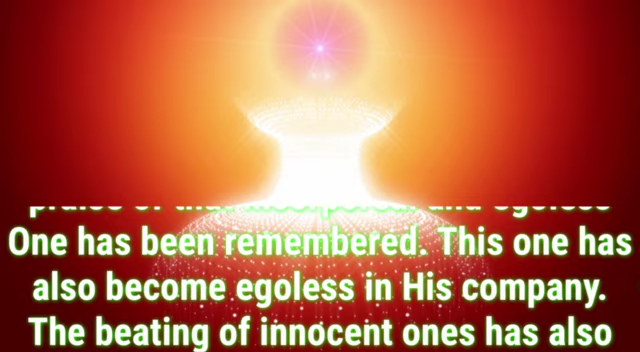 praise of that incorporeal and egoless
One has been remembered. This one has
also become egoless in His company.
The beating of innocent ones has also